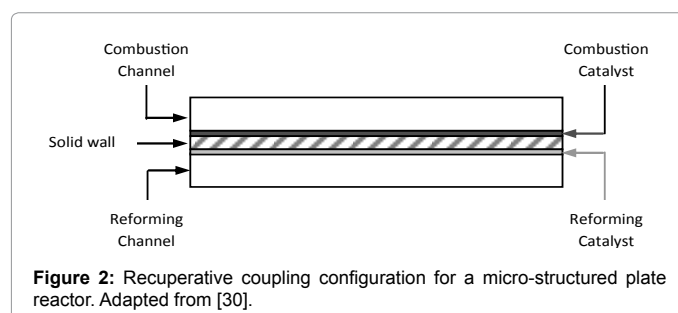 Combustion
Channel
Combustion
Catalyst
Solid wall
Reforming
Channel
Reforming
Catalyst
Figure 2: Recuperative coupling configuration for a micro-structured plate
reactor. Adapted from [30].